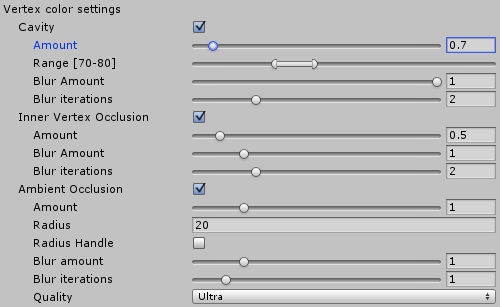 Vertex color settings
Cavity
Amount 0.7
Range [70-80]
Blur Amount 1
Blur iterations 2
Inner Vertex Occlusion
Amount 0.5
Blur Amount 1
Blur iterations 2
Ambient Occlusion
Amount 1
Radius 20
Radius Handle
Blur amount 1
Blur iterations 1
Quality Ultra